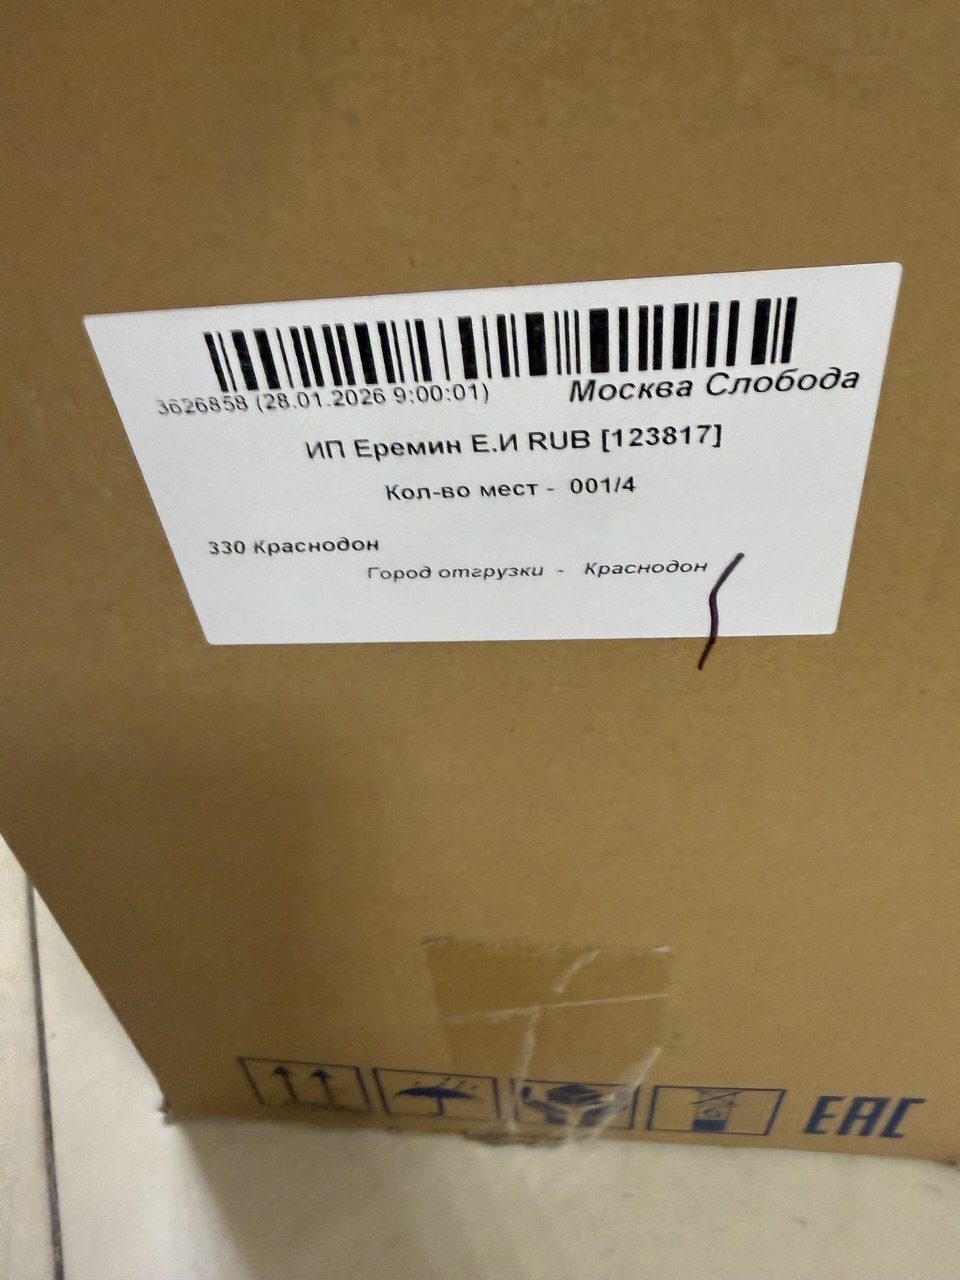 3626858 (28.01.2026 9:00:01)
Москва Слобода
ИП Еремин Е.И RUB [123817]
Кол-во мест - 001/4
330 Краснодон
Город отгрузки - Краснодон
EAC